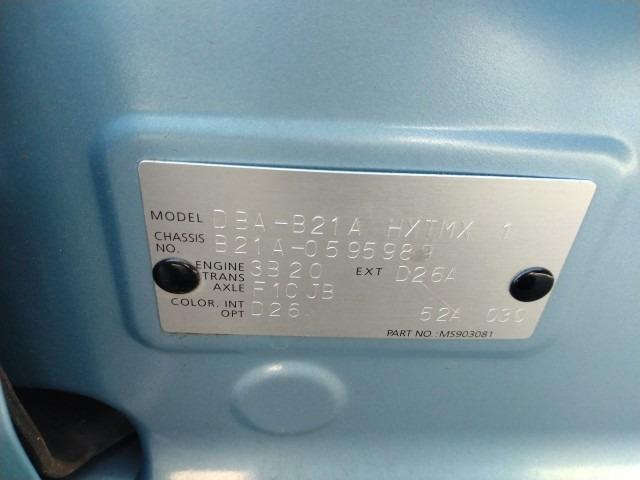 MODEL DBA-B21A HXTMX 1
CHASSIS NO. B21A-0595989
ENGINE 3B20 EXT D26A
TRANS AXLE F1CJB
COLOR. INT OPT D26. 52A 030
PART NO.: MS903081